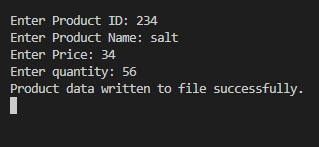 Enter Product ID: 234
Enter Product Name: salt
Enter Price: 34
Enter quantity: 56
Product data written to file successfully.